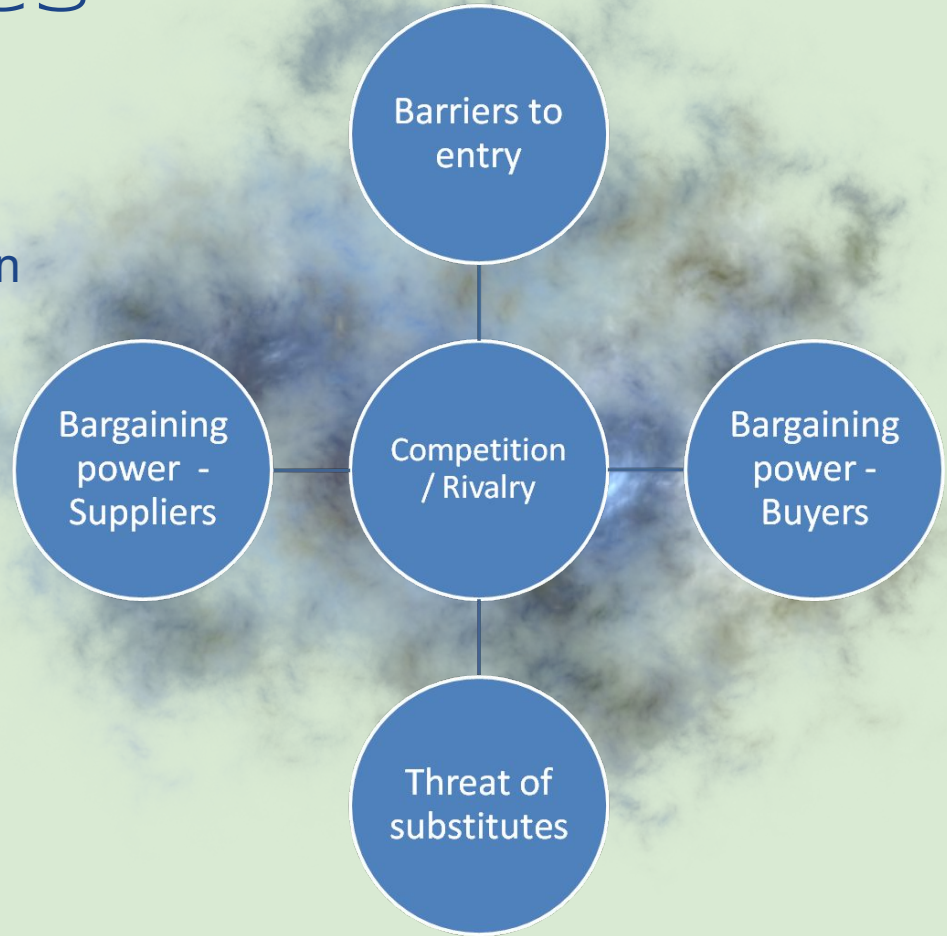 Barriers to
entry
Bargaining
power -
Suppliers
Competition
/ Rivalry
Bargaining
power -
Buyers
Threat of
substitutes